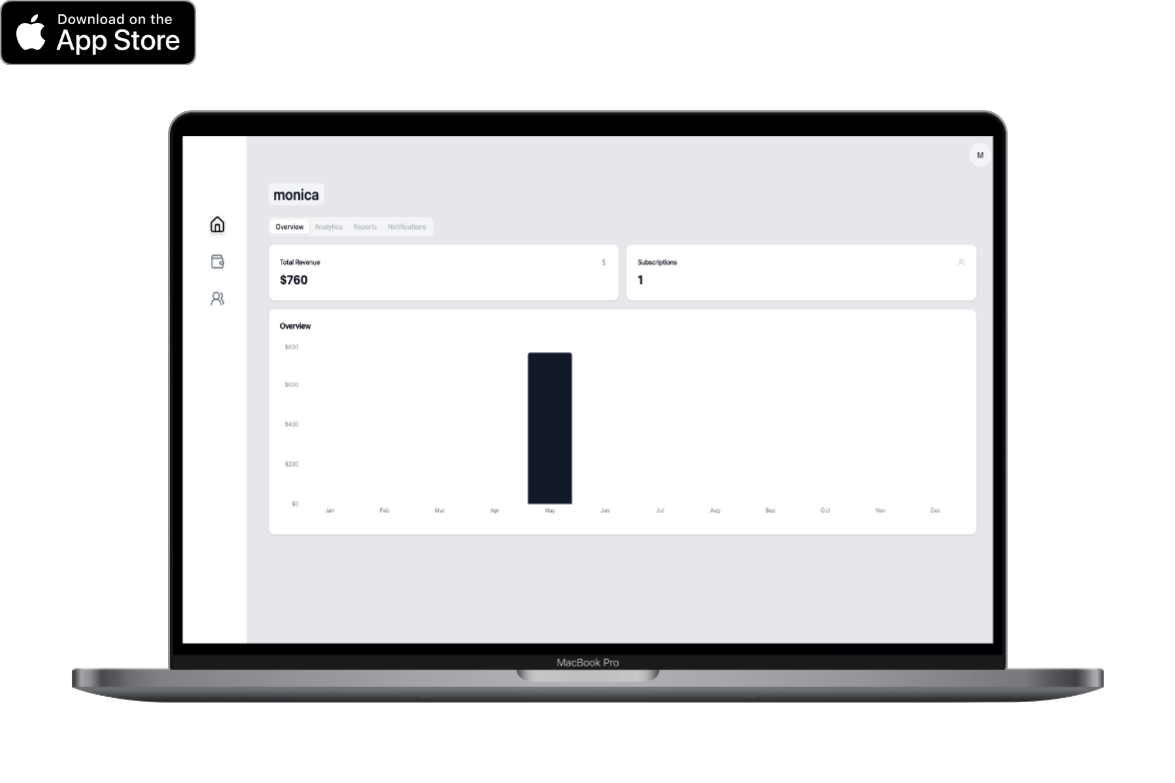 Download on the
App Store
M
monica
Overview Analytics Reports Notifications
Total Revenue $
$760
Subscriptions
1
Overview
$800
$600
$400
$200
$0
Jan Feb Mar Apr May Jun Jul Aug Sep Oct Nov Dec
MacBook Pro